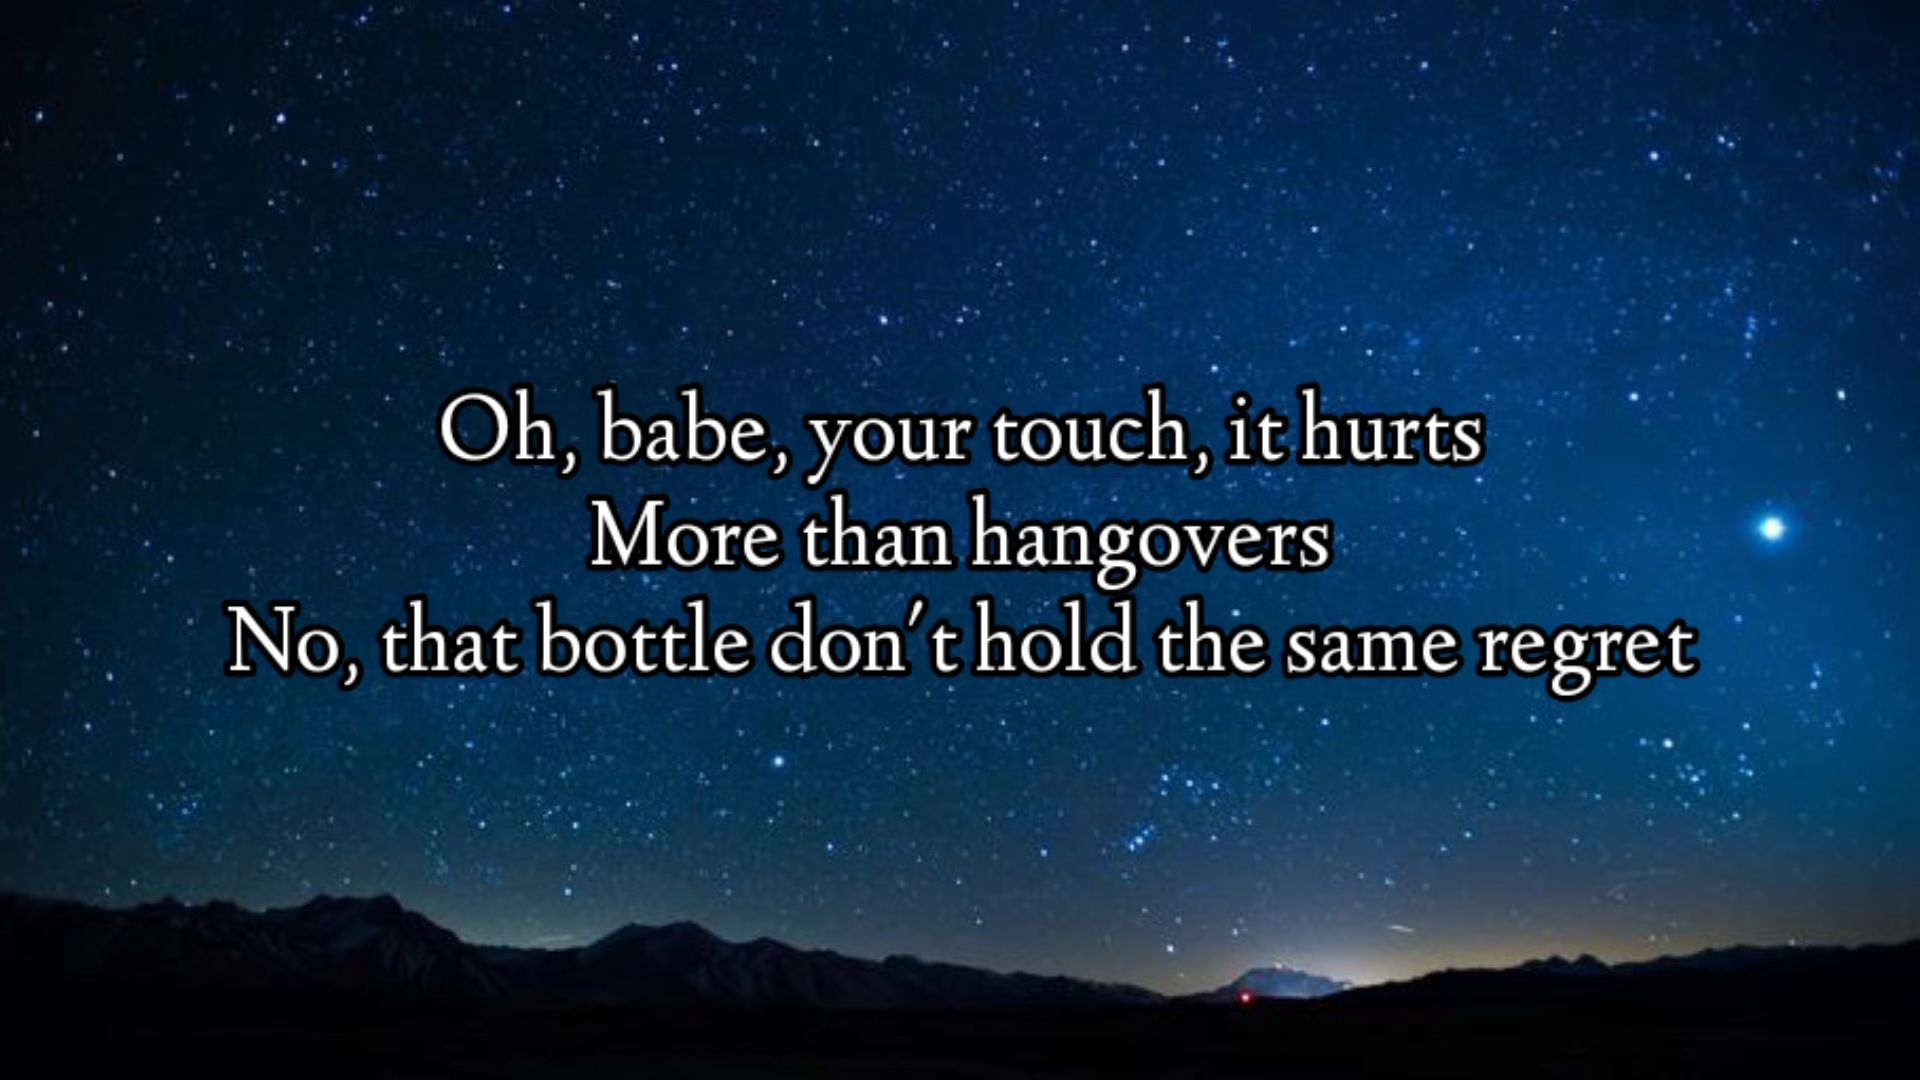 Oh, babe, your touch, it hurts
More than hangovers
No, that bottle don't hold the same regret